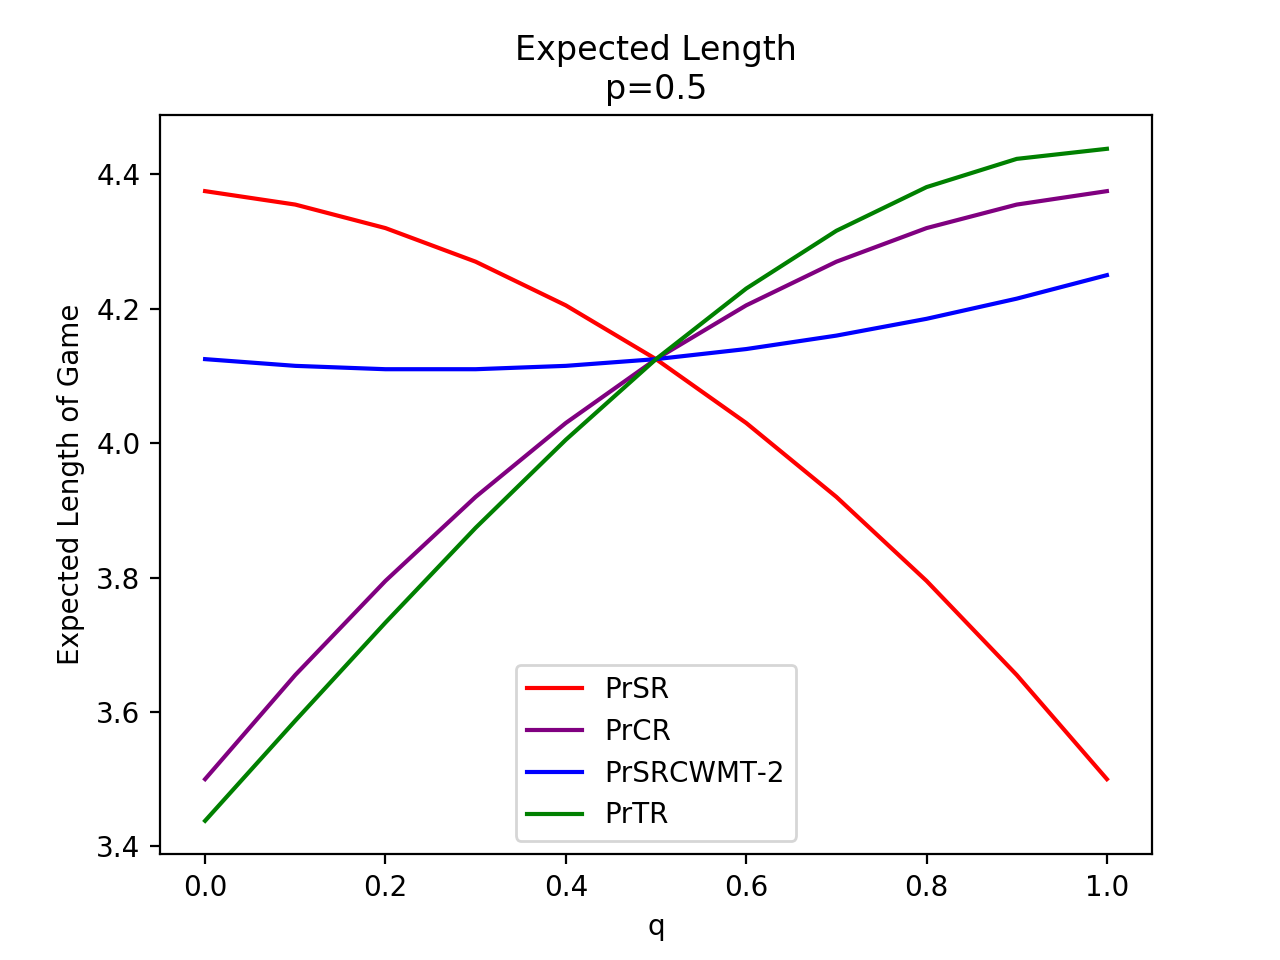 Expected Length
p=0.5
Expected Length of Game
4.4
4.2
4.0
3.8
3.6
3.4
PrSR
PrCR
PrSRCWMT-2
PrTR
0.0 0.2 0.4 0.6 0.8 1.0
q